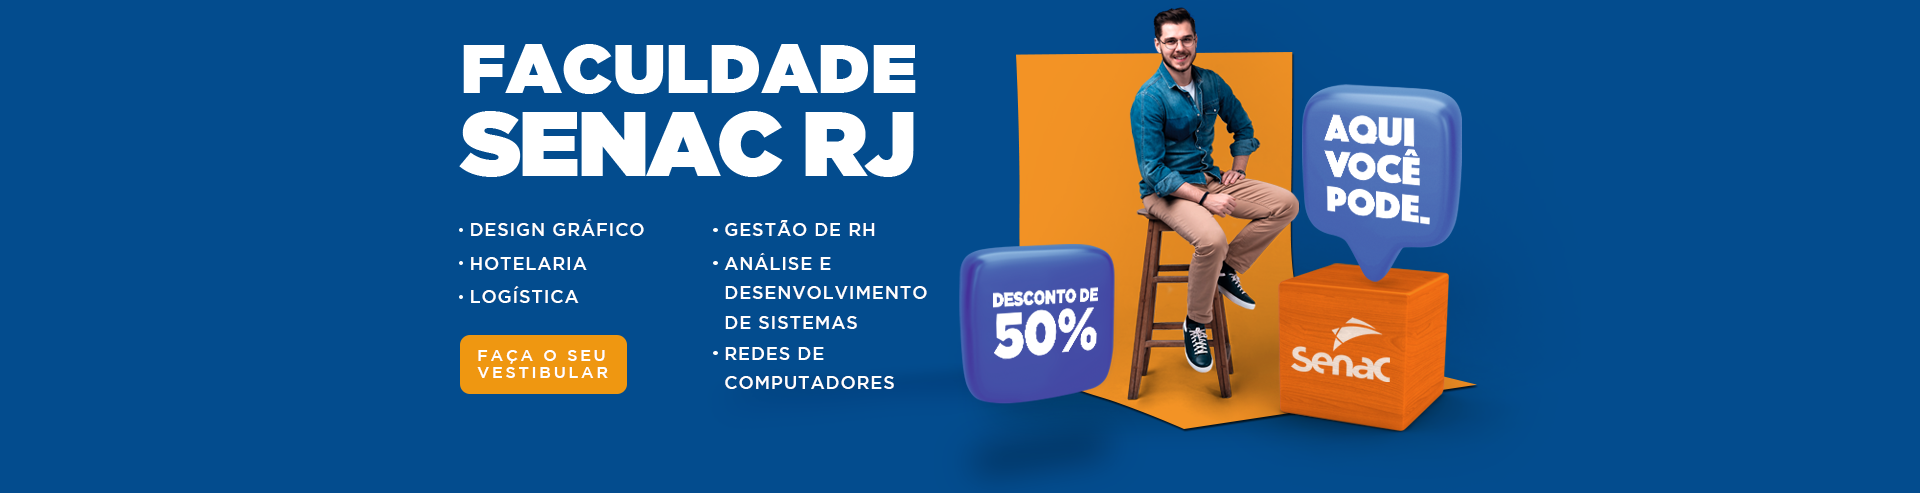 FACULDADE
SENAC RJ
• DESIGN GRÁFICO
• HOTELARIA
• LOGÍSTICA
FAÇA O SEU
VESTIBULAR
• GESTÃO DE RH
• ANÁLISE E
DESENVOLVIMENTO
DE SISTEMAS
• REDES DE
COMPUTADORES
DESCONTO DE
50%
AQUI
VOCÊ
PODE.
senac